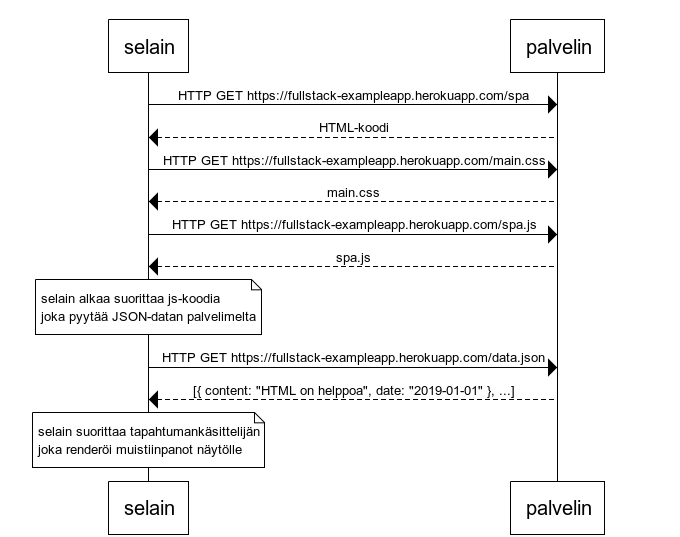 selain
palvelin
HTTP GET https://fullstack-exampleapp.herokuapp.com/spa
HTML-koodi
HTTP GET https://fullstack-exampleapp.herokuapp.com/main.css
main.css
HTTP GET https://fullstack-exampleapp.herokuapp.com/spa.js
spa.js
selain alkaa suorittaa js-koodia
joka pyytää JSON-datan palvelimelta
HTTP GET https://fullstack-exampleapp.herokuapp.com/data.json
[{ content: "HTML on helppoa", date: "2019-01-01" }, ...]
selain suorittaa tapahtumankäsittelijän
joka renderöi muistiinpanot näytölle
selain
palvelin